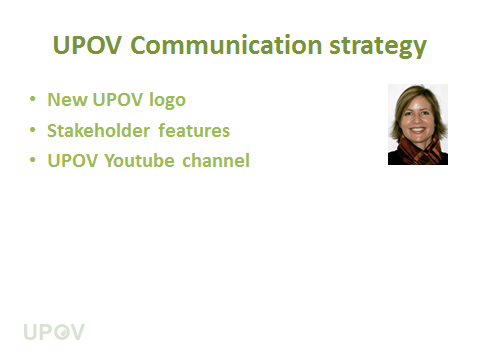 UPOV Communication strategy
• New UPOV logo
• Stakeholder features
• UPOV Youtube channel
UPOV